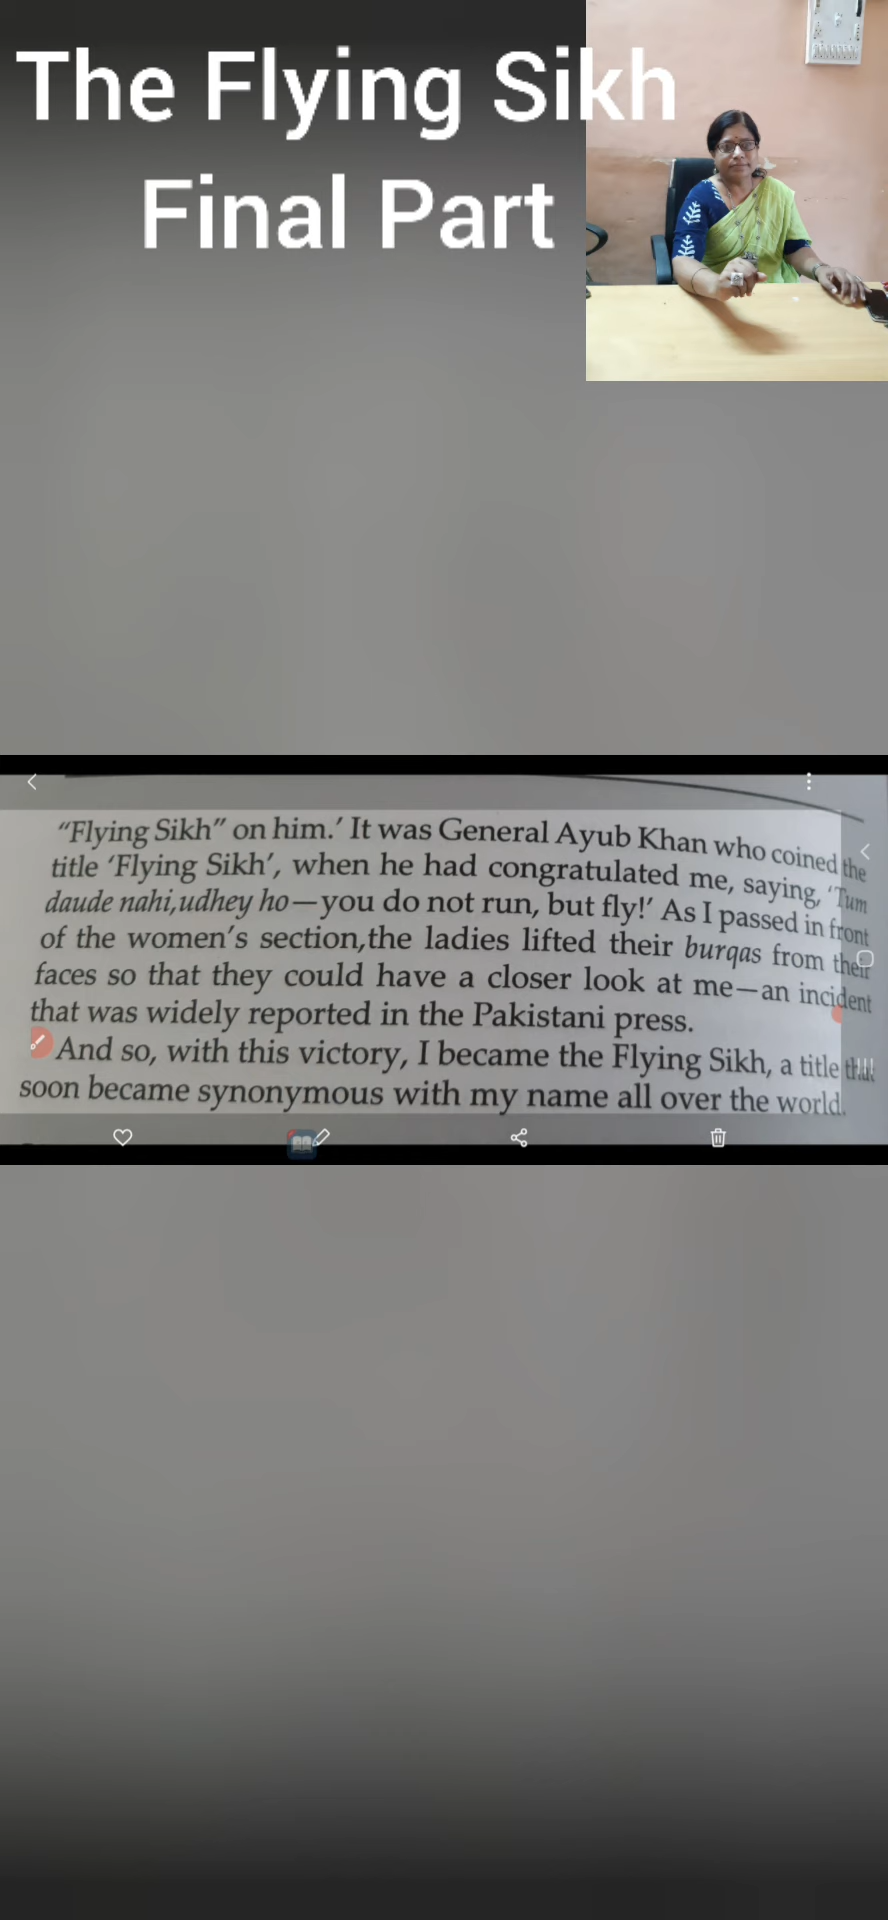 The Flying Sikh
Final Part
“Flying Sikh” on him.’ It was General Ayub Khan who coined the
title ‘Flying Sikh’, when he had congratulated me, saying, ‘Tum
daude nahi,udhey ho—you do not run, but fly!’ As I passed in front
of the women’s section,the ladies lifted their burqas from their
faces so that they could have a closer look at me—an incident
that was widely reported in the Pakistani press.
And so, with this victory, I became the Flying Sikh, a title that
soon became synonymous with my name all over the world.